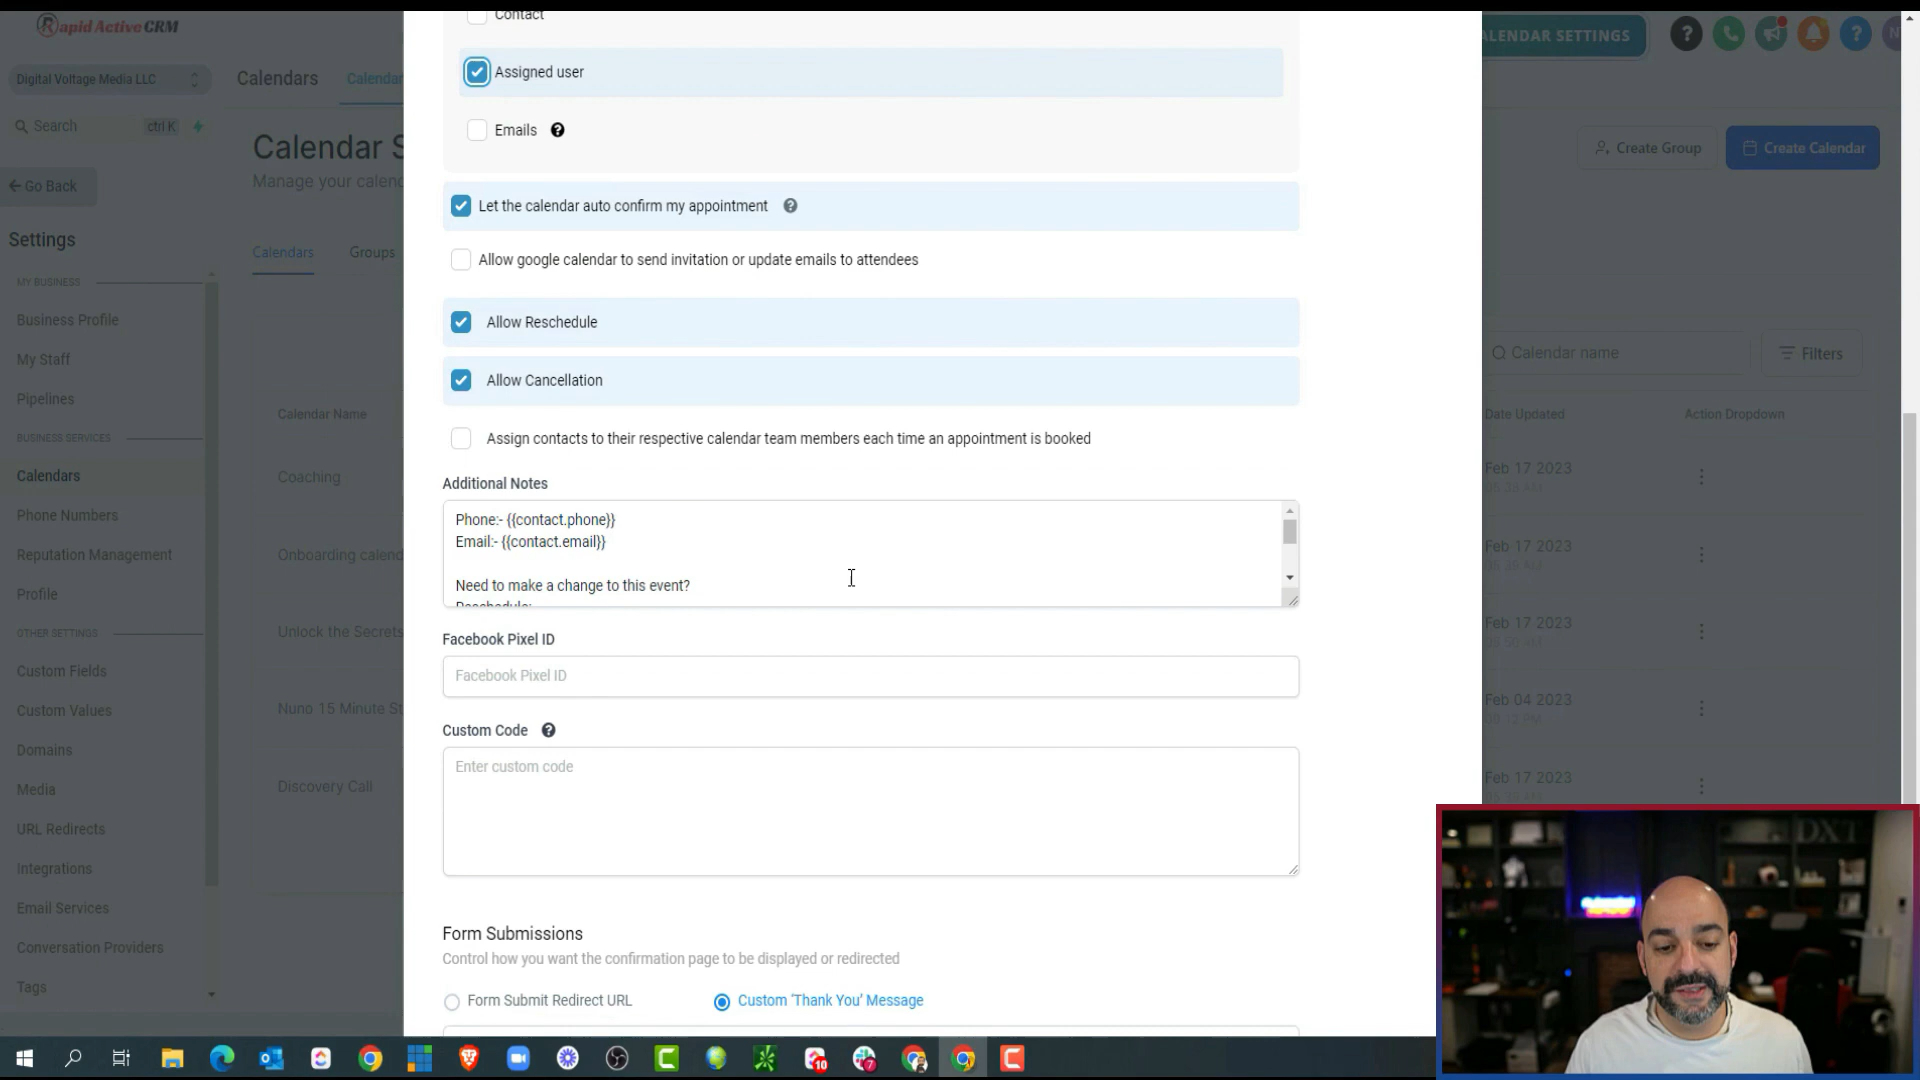 Rapid Active CRM
Digital Voltage Media LLC
Search
ctrl K
Go Back
Settings
MY BUSINESS
Business Profile
My Staff
Pipelines
BUSINESS SERVICES
Calendars
Phone Numbers
Reputation Management
Profile
OTHER SETTINGS
Custom Fields
Custom Values
Domains
Media
URL Redirects
Integrations
Email Services
Conversation Providers
Tags
Calendars
Calendar S
Manage your calen
Calendars
Groups
Calendar Name
Coaching
Onboarding calend
Unlock the Secrets
Nuno 15 Minute St
Discovery Call
Contact
Assigned user
Emails
Let the calendar auto confirm my appointment
Allow google calendar to send invitation or update emails to attendees
Allow Reschedule
Allow Cancellation
Assign contacts to their respective calendar team members each time an appointment is booked
Additional Notes
Phone:- {{contact.phone}}
Email:- {{contact.email}}
Need to make a change to this event?
Reschedule:-
Facebook Pixel ID
Facebook Pixel ID
Custom Code
Enter custom code
Form Submissions
Control how you want the confirmation page to be displayed or redirected
Form Submit Redirect URL
Custom 'Thank You' Message
ALENDAR SETTINGS
Create Group
Create Calendar
Calendar name
Filters
Date Updated
Action Dropdown
Feb 17 2023
Feb 17 2023
Feb 17 2023
Feb 04 2023
Feb 17 2023
DXT
10
7